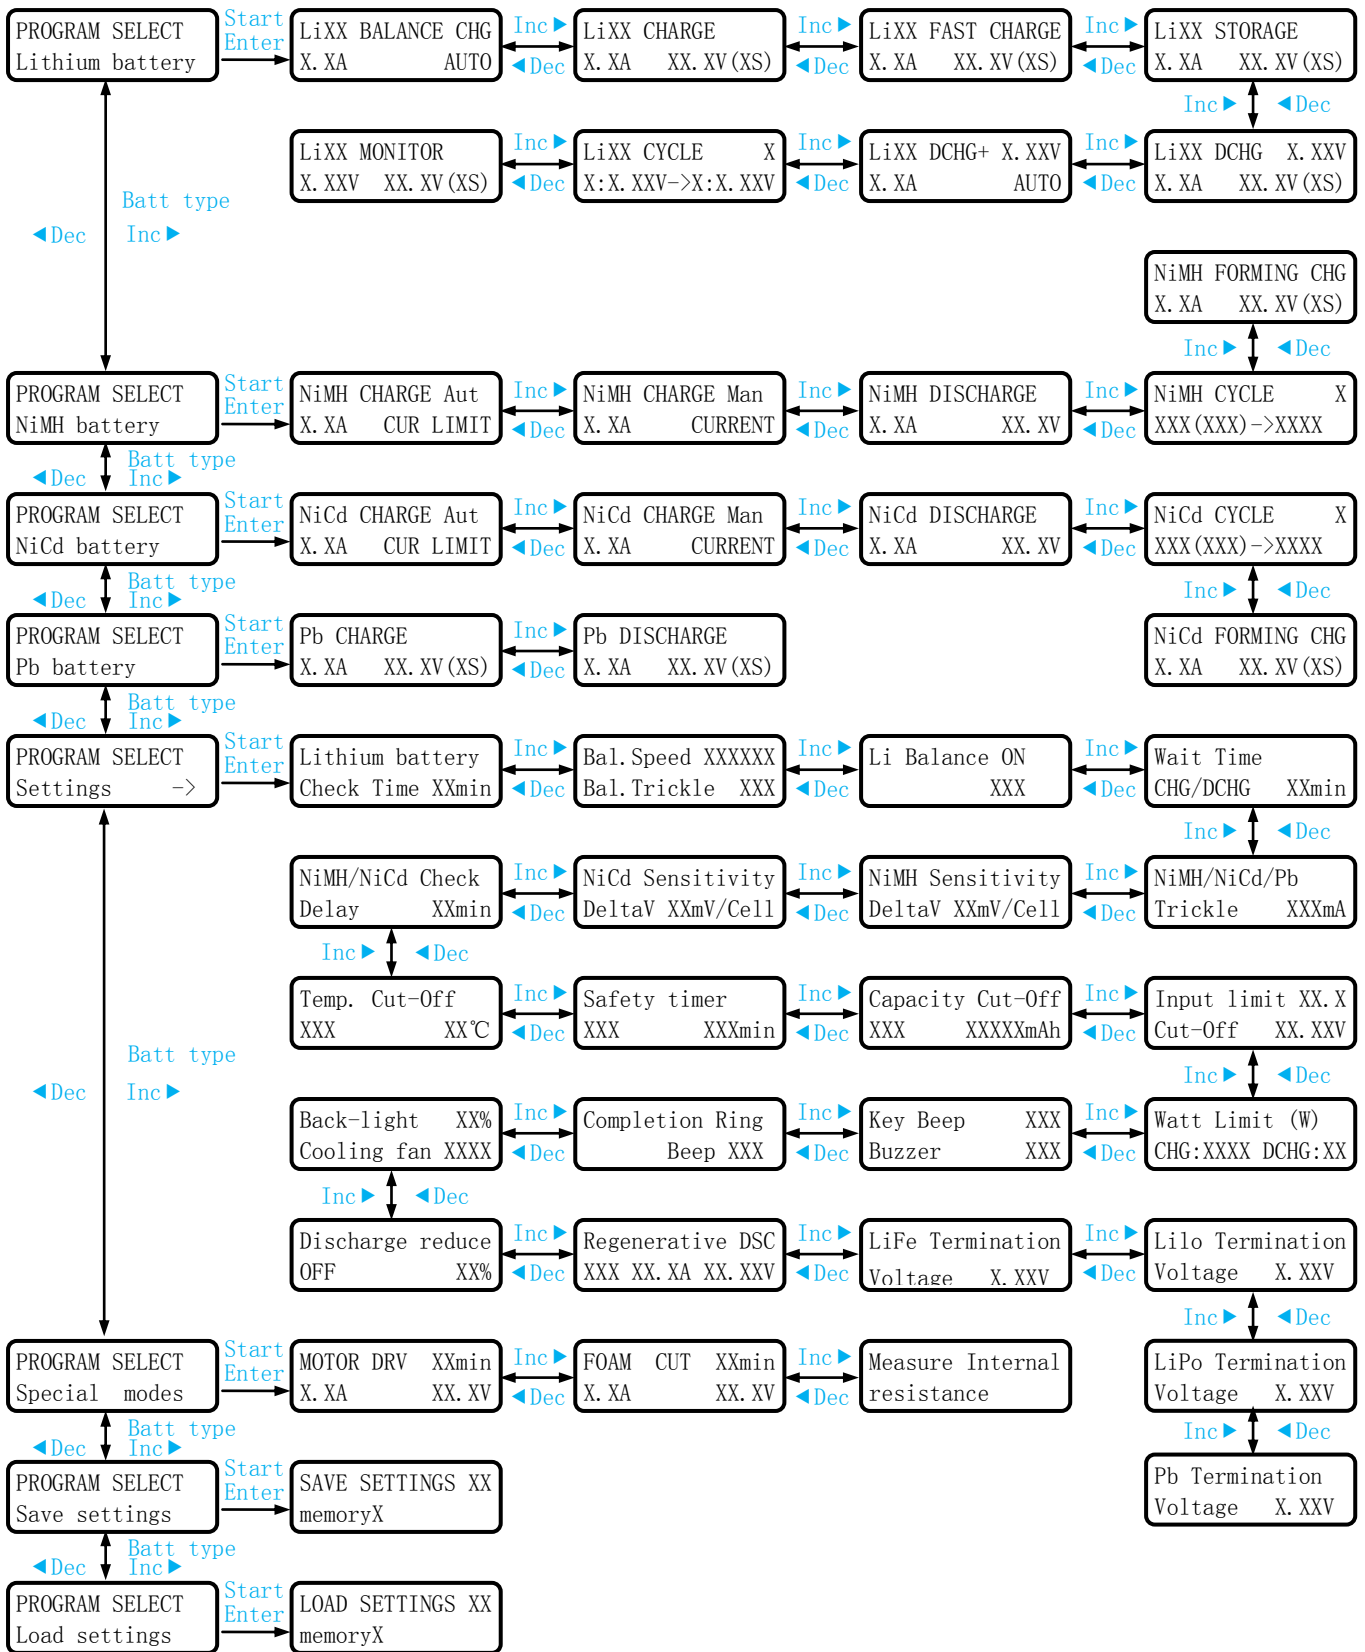 PROGRAM SELECT
Lithium battery
Start
Enter
LiXX BALANCE CHG
X.XA AUTO
Inc ▶
◀ Dec
LiXX CHARGE
X.XA XX.XV(XS)
Inc ▶
◀ Dec
LiXX FAST CHARGE
X.XA XX.XV(XS)
Inc ▶
◀ Dec
LiXX STORAGE
X.XA XX.XV(XS)
Inc ▶ ◀ Dec
LiXX MONITOR
X.XXV XX.XV(XS)
Inc ▶
◀ Dec
LiXX CYCLE X
X:X.XXV->X:X.XXV
Inc ▶
◀ Dec
LiXX DCHG+ X.XXV
X.XA AUTO
Inc ▶
◀ Dec
LiXX DCHG X.XXV
X.XA XX.XV(XS)
Batt type
◀ Dec Inc ▶
NiMH FORMING CHG
X.XA XX.XV(XS)
Inc ▶ ◀ Dec
PROGRAM SELECT
NiMH battery
Start
Enter
NiMH CHARGE Aut
X.XA CUR LIMIT
Inc ▶
◀ Dec
NiMH CHARGE Man
X.XA CURRENT
Inc ▶
◀ Dec
NiMH DISCHARGE
X.XA XX.XV
Inc ▶
◀ Dec
NiMH CYCLE X
XXX(XXX)->XXXX
Batt type
◀ Dec Inc ▶
PROGRAM SELECT
NiCd battery
Start
Enter
NiCd CHARGE Aut
X.XA CUR LIMIT
Inc ▶
◀ Dec
NiCd CHARGE Man
X.XA CURRENT
Inc ▶
◀ Dec
NiCd DISCHARGE
X.XA XX.XV
Inc ▶
◀ Dec
NiCd CYCLE X
XXX(XXX)->XXXX
Batt type
◀ Dec Inc ▶
Inc ▶ ◀ Dec
PROGRAM SELECT
Pb battery
Start
Enter
Pb CHARGE
X.XA XX.XV(XS)
Inc ▶
◀ Dec
Pb DISCHARGE
X.XA XX.XV(XS)
NiCd FORMING CHG
X.XA XX.XV(XS)
Batt type
◀ Dec Inc ▶
PROGRAM SELECT
Settings ->
Start
Enter
Lithium battery
Check Time XXmin
Inc ▶
◀ Dec
Bal.Speed XXXXXX
Bal.Trickle XXX
Inc ▶
◀ Dec
Li Balance ON
XXX
Inc ▶
◀ Dec
Wait Time
CHG/DCHG XXmin
Inc ▶ ◀ Dec
NiMH/NiCd Check
Delay XXmin
Inc ▶
◀ Dec
NiCd Sensitivity
DeltaV XXmV/Cell
Inc ▶
◀ Dec
NiMH Sensitivity
DeltaV XXmV/Cell
Inc ▶
◀ Dec
NiMH/NiCd/Pb
Trickle XXXmA
Inc ▶ ◀ Dec
Temp. Cut-Off
XXX XX℃
Inc ▶
◀ Dec
Safety timer
XXX XXXmin
Inc ▶
◀ Dec
Capacity Cut-Off
XXX XXXXXmAh
Inc ▶
◀ Dec
Input limit XX.X
Cut-Off XX.XXV
Batt type
◀ Dec Inc ▶
Inc ▶ ◀ Dec
Back-light XX%
Cooling fan XXXX
Inc ▶
◀ Dec
Completion Ring
Beep XXX
Inc ▶
◀ Dec
Key Beep XXX
Buzzer XXX
Inc ▶
◀ Dec
Watt Limit (W)
CHG:XXXX DCHG:XX
Inc ▶ ◀ Dec
Discharge reduce
OFF XX%
Inc ▶
◀ Dec
Regenerative DSC
XXX XX.XA XX.XXV
Inc ▶
◀ Dec
LiFe Termination
Voltage X.XXV
Inc ▶
◀ Dec
LiIo Termination
Voltage X.XXV
Inc ▶ ◀ Dec
PROGRAM SELECT
Special modes
Start
Enter
MOTOR DRV XXmin
X.XA XX.XV
Inc ▶
◀ Dec
FOAM CUT XXmin
X.XA XX.XV
Inc ▶
◀ Dec
Measure Internal
resistance
LiPo Termination
Voltage X.XXV
Batt type
◀ Dec Inc ▶
Inc ▶ ◀ Dec
PROGRAM SELECT
Save settings
Start
Enter
SAVE SETTINGS XX
memoryX
Pb Termination
Voltage X.XXV
Batt type
◀ Dec Inc ▶
PROGRAM SELECT
Load settings
Start
Enter
LOAD SETTINGS XX
memoryX